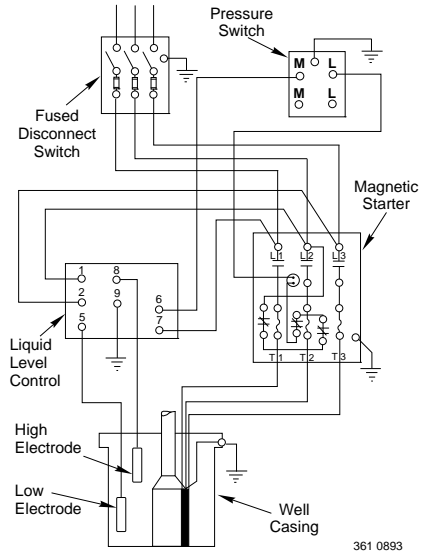 Pressure
Switch
M L
M L
Fused
Disconnect
Switch
Magnetic
Starter
L1 L2 L3
1 8
2 9
6
5 7
Liquid
Level
Control
T1 T2 T3
High
Electrode
Low
Electrode
Well
Casing
361 0893